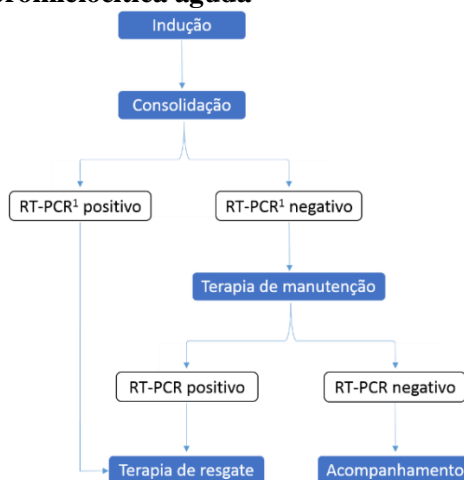 Indução
Consolidação
RT-PCR¹ positivo
RT-PCR¹ negativo
Terapia de manutenção
RT-PCR positivo
RT-PCR negativo
Terapia de resgate
Acompanhamento